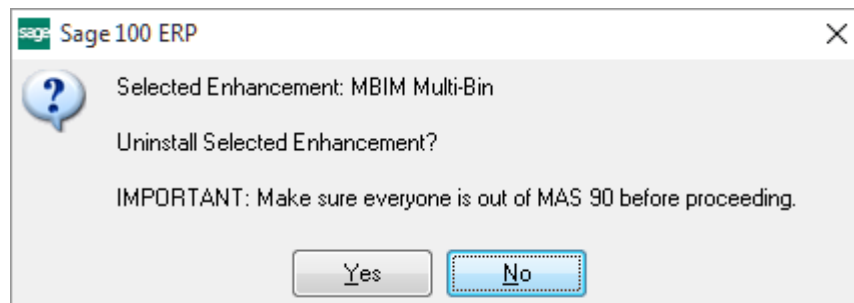 sage Sage 100 ERP
Selected Enhancement: MBIM Multi-Bin
Uninstall Selected Enhancement?
IMPORTANT: Make sure everyone is out of MAS 90 before proceeding.
Yes No